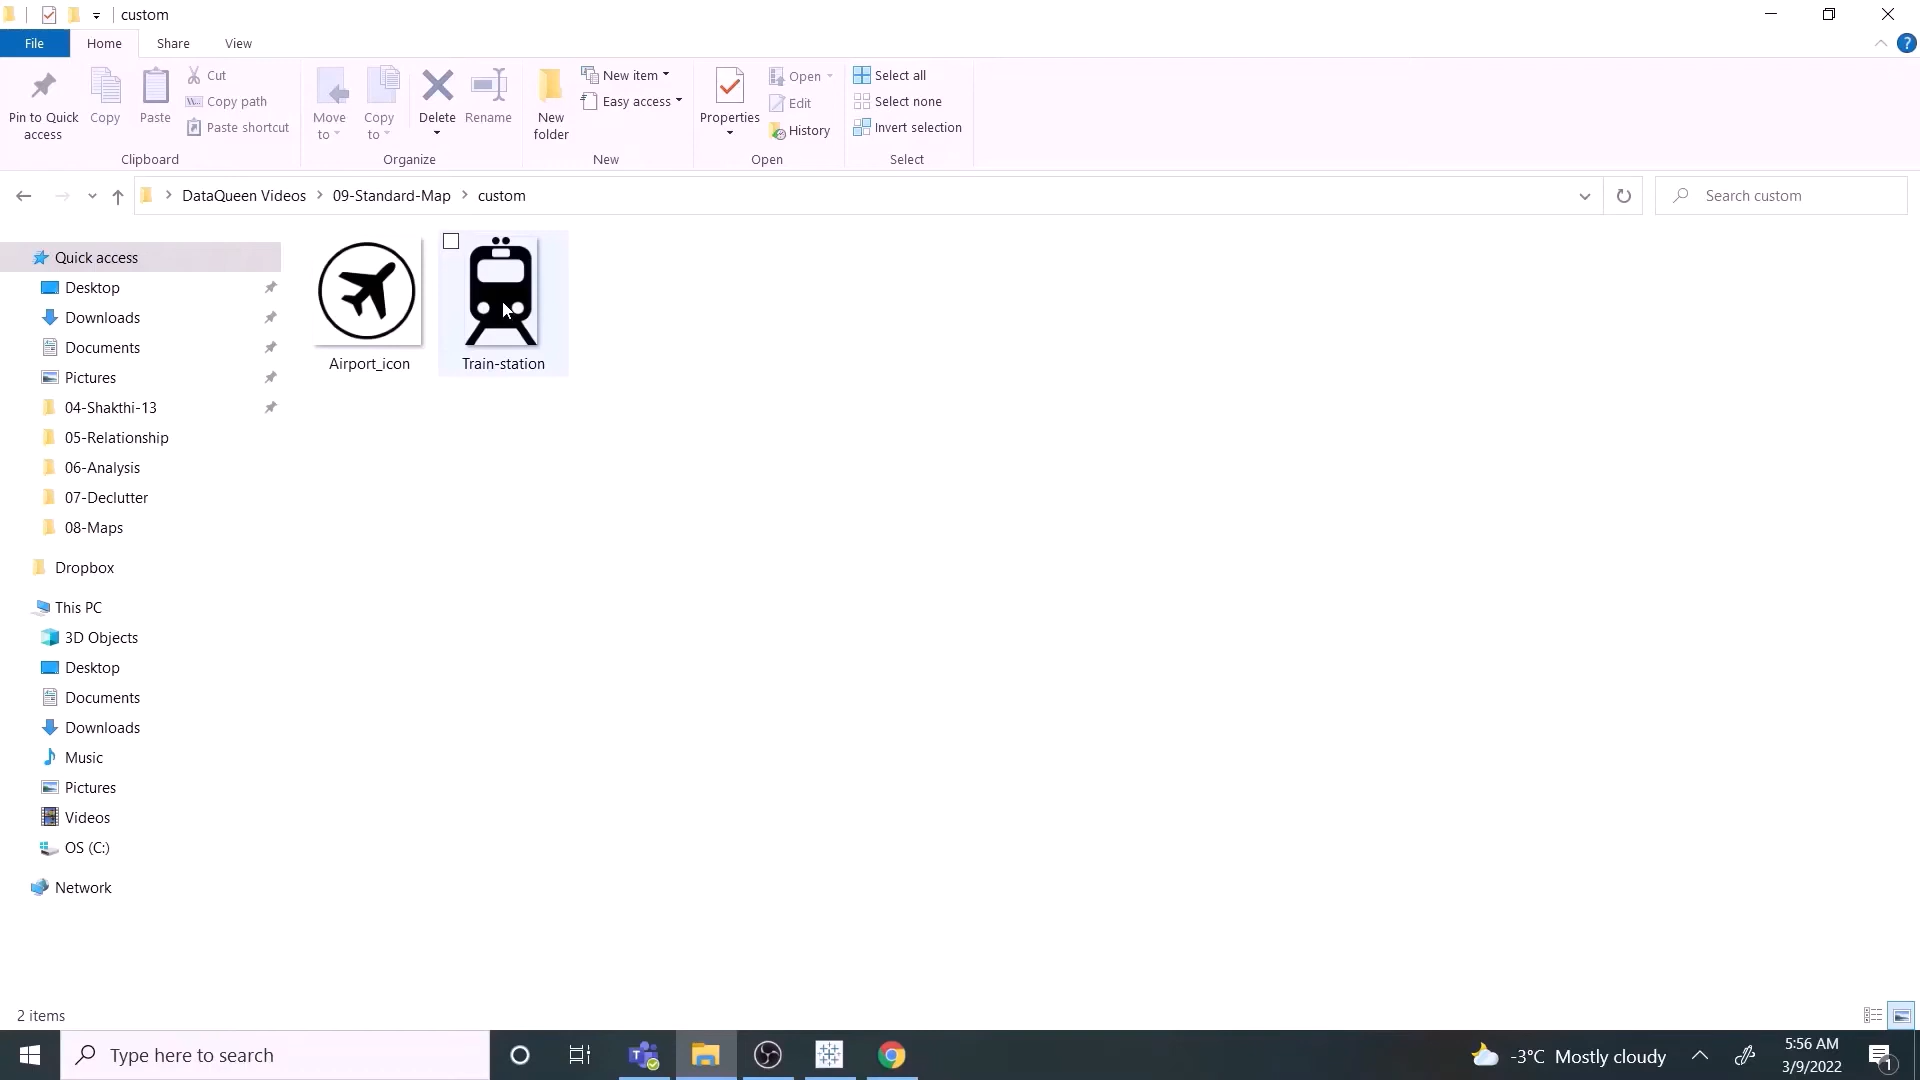 custom
File Home Share View
Pin to Quick access
Copy
Paste
Cut
Copy path
Paste shortcut
Clipboard
Move to
Copy to
Delete
Rename
Organize
New folder
New item
Easy access
New
Properties
Open
Edit
History
Open
Select all
Select none
Invert selection
Select
DataQueen Videos > 09-Standard-Map > custom
Search custom
Quick access
Desktop
Downloads
Documents
Pictures
04-Shakthi-13
05-Relationship
06-Analysis
07-Declutter
08-Maps
Dropbox
This PC
3D Objects
Desktop
Documents
Downloads
Music
Pictures
Videos
OS (C:)
Network
Airport_icon
Train-station
2 items
Type here to search
-3°C Mostly cloudy
5:56 AM
3/9/2022
1